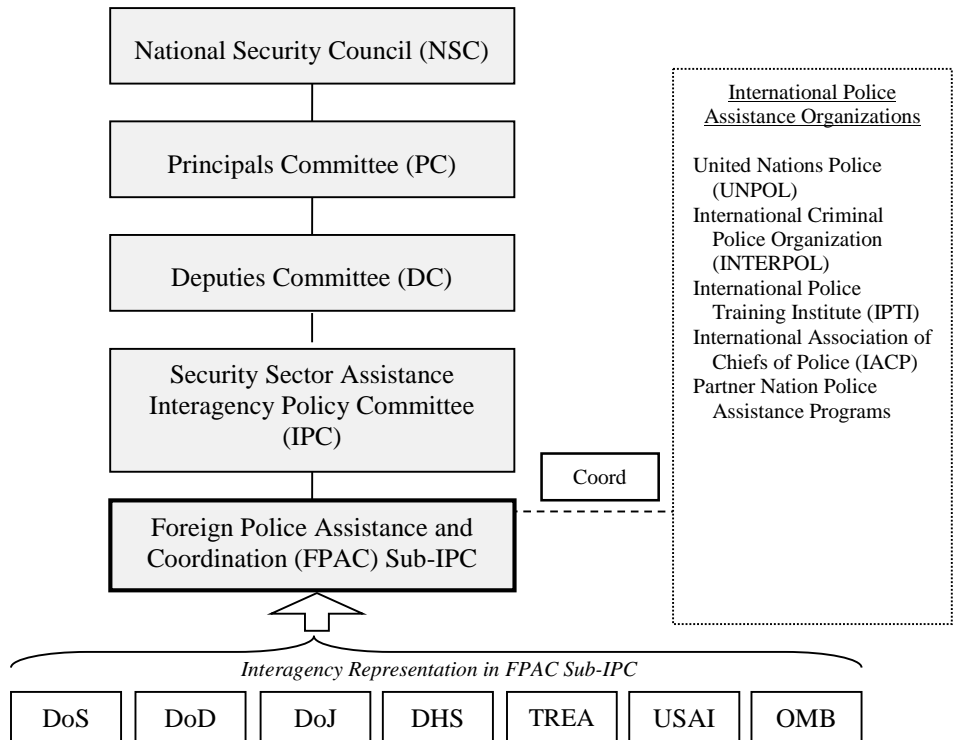 National Security Council (NSC)
Principals Committee (PC)
Deputies Committee (DC)
Security Sector Assistance
Interagency Policy Committee
(IPC)
Foreign Police Assistance and
Coordination (FPAC) Sub-IPC
Coord
International Police
Assistance Organizations
United Nations Police
(UNPOL)
International Criminal
Police Organization
(INTERPOL)
International Police
Training Institute (IPTI)
International Association of
Chiefs of Police (IACP)
Partner Nation Police
Assistance Programs
Interagency Representation in FPAC Sub-IPC
DoS DoD DoJ DHS TREA USAI OMB